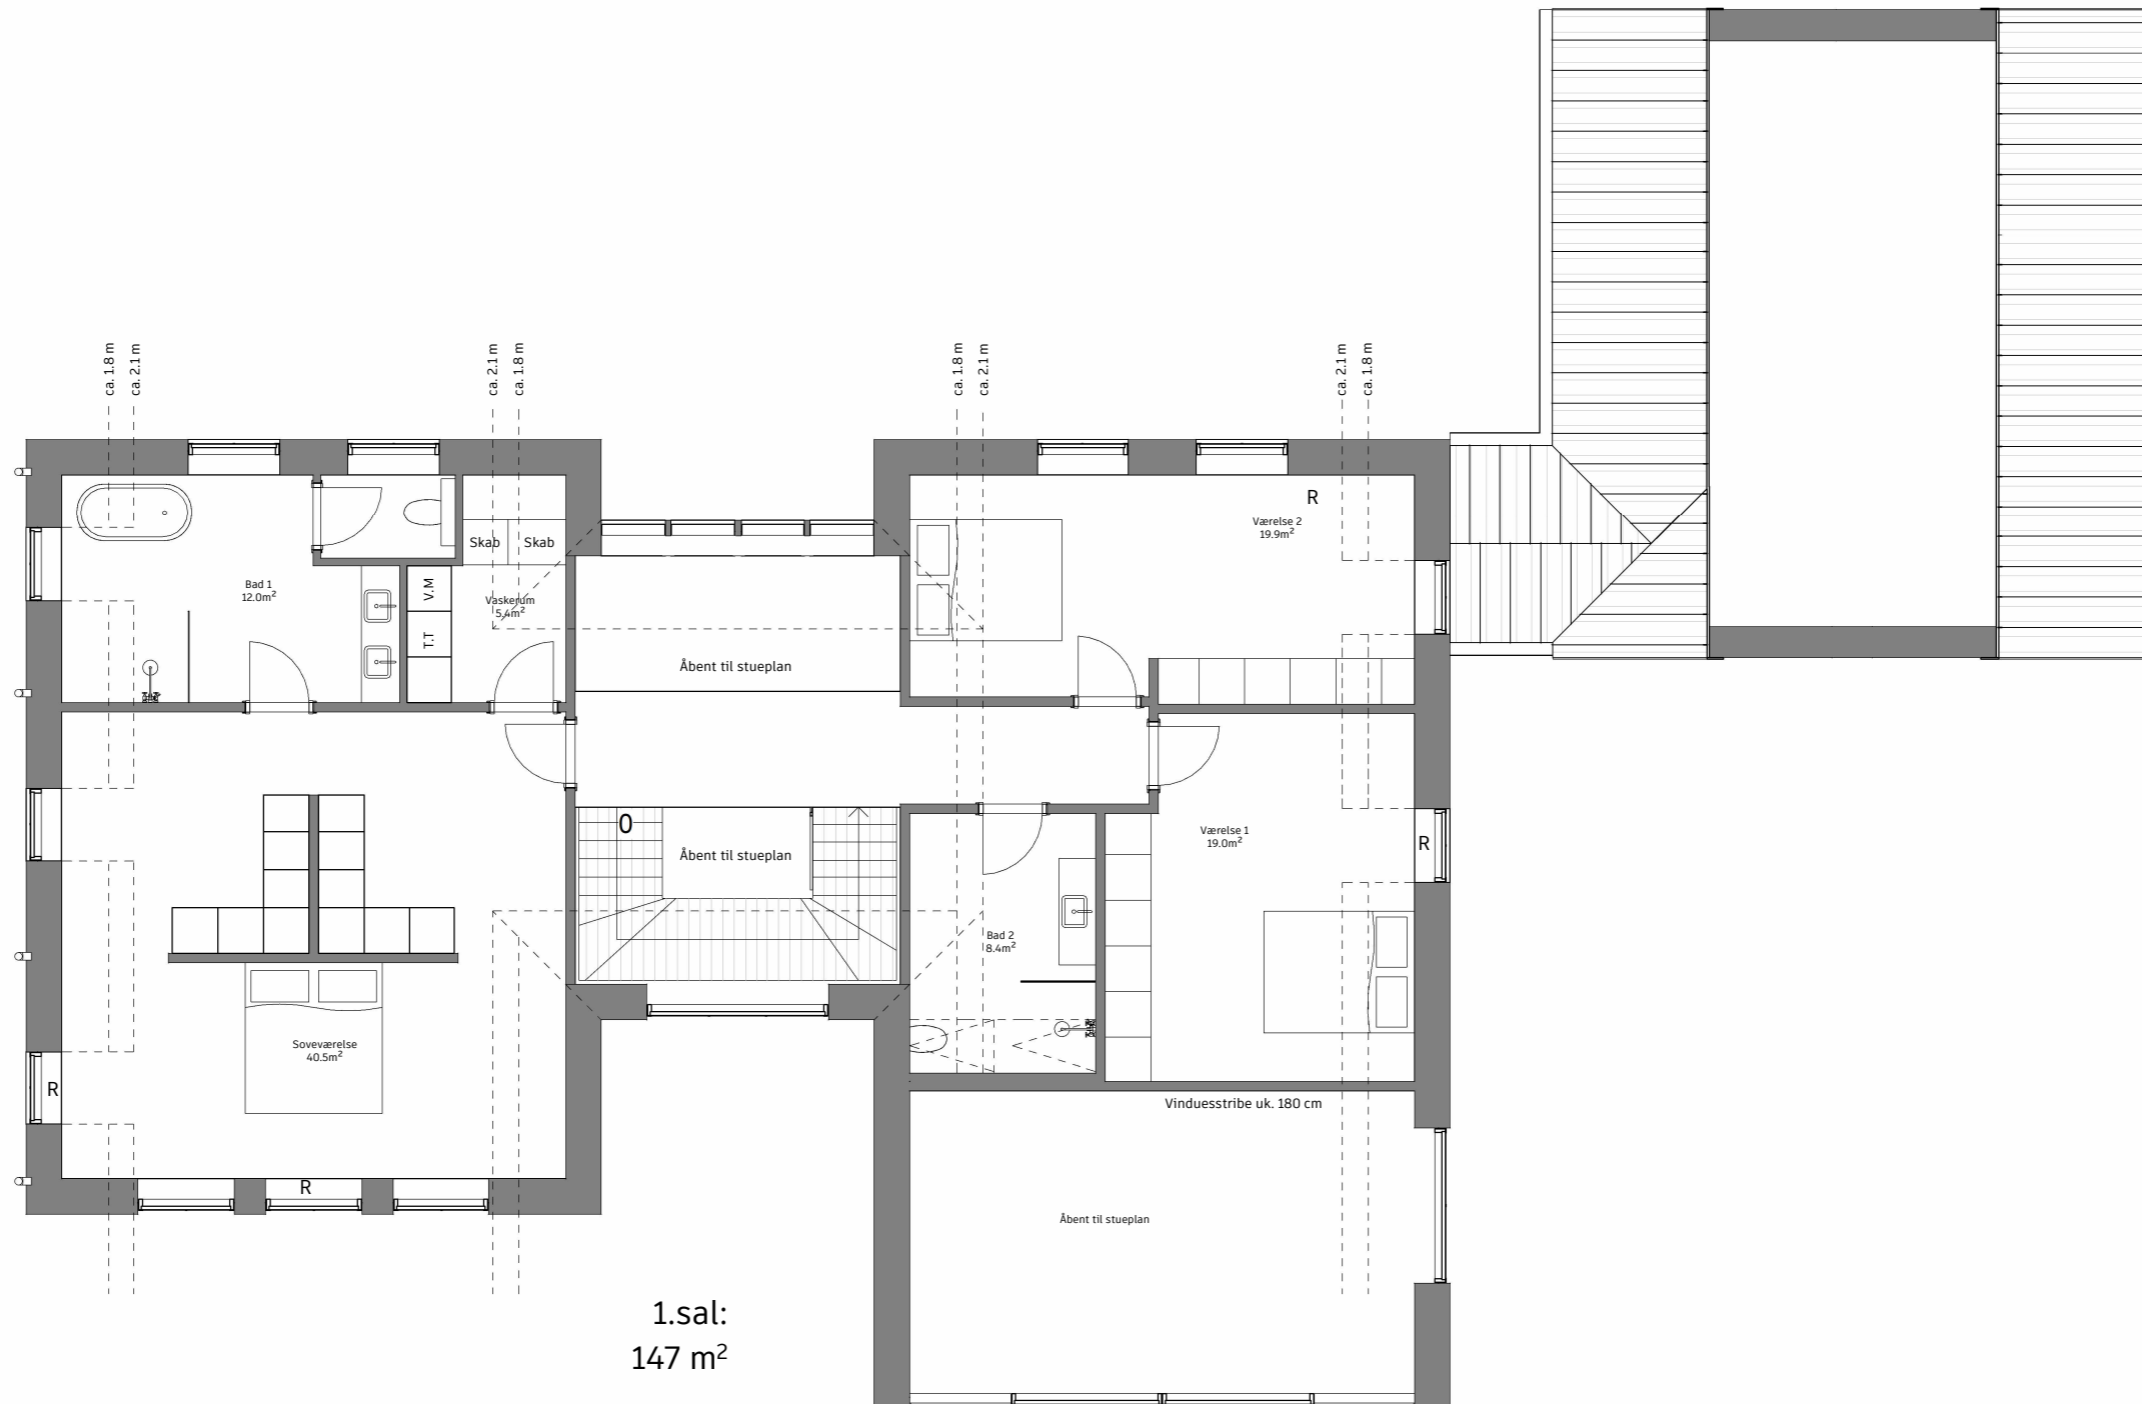 ca. 1.8 m
ca. 2.1 m
ca. 2.1 m
ca. 1.8 m
ca. 1.8 m
ca. 2.1 m
ca. 2.1 m
ca. 1.8 m
R
Værelse 2
19.9m²
Skab
Skab
Bad 1
12.0m²
V.M
Vaskerum
5.4m²
T.T
Åbent til stueplan
0
Åbent til stueplan
Værelse 1
19.0m²
R
Bad 2
8.4m²
Soveværelse
40.5m²
R
Vinduesstribe uk. 180 cm
R
Åbent til stueplan
1.sal:
147 m²